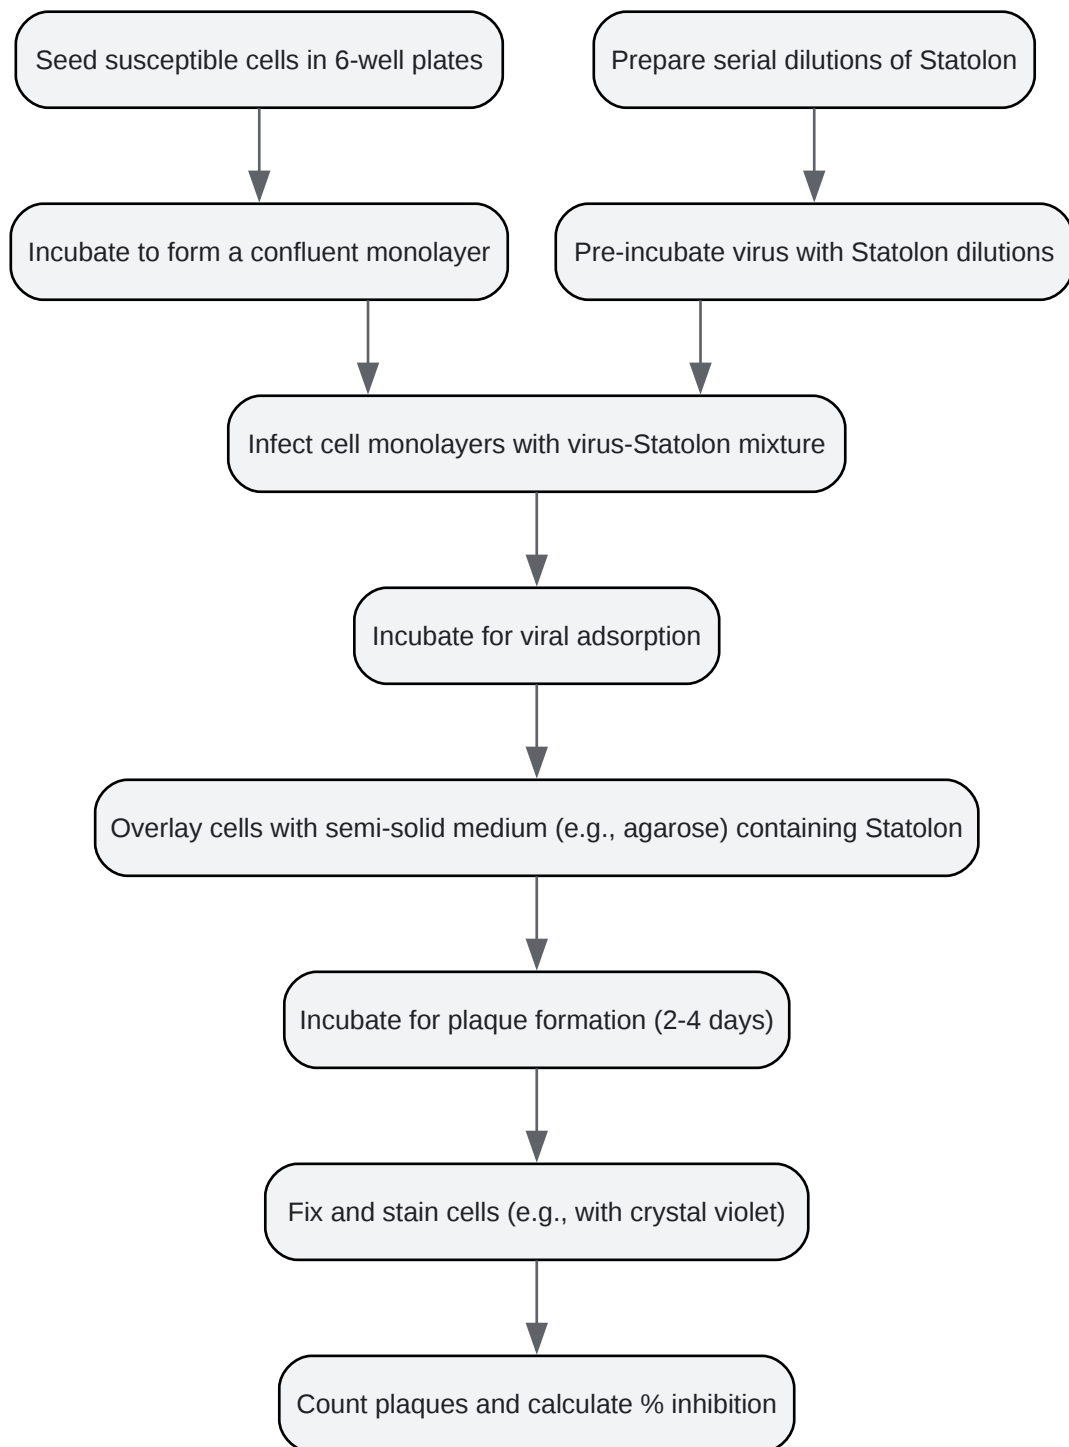 Seed susceptible cells in 6-well plates
Prepare serial dilutions of Statolon
Incubate to form a confluent monolayer
Pre-incubate virus with Statolon dilutions
Infect cell monolayers with virus-Statolon mixture
Incubate for viral adsorption
Overlay cells with semi-solid medium (e.g., agarose) containing Statolon
Incubate for plaque formation (2-4 days)
Fix and stain cells (e.g., with crystal violet)
Count plaques and calculate % inhibition